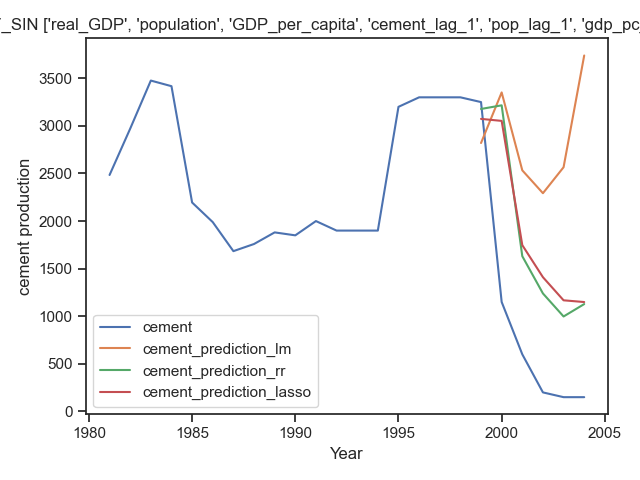 _SIN ['real_GDP', 'population', 'GDP_per_capita', 'cement_lag_1', 'pop_lag_1', 'gdp_pc
3500
3000
2500
2000
1500
1000
500
0
cement production
cement
cement_prediction_lm
cement_prediction_rr
cement_prediction_lasso
1980
1985
1990
1995
2000
2005
Year